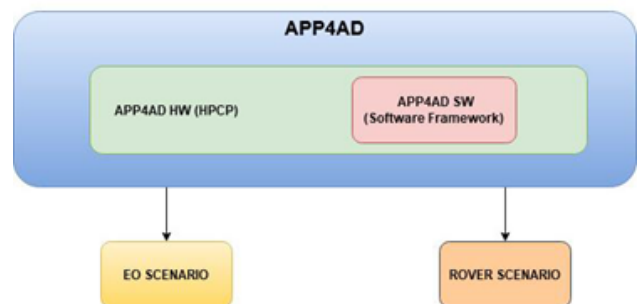 APP4AD
APP4AD HW (HPCP)
APP4AD SW
(Software Framework)
EO SCENARIO
ROVER SCENARIO